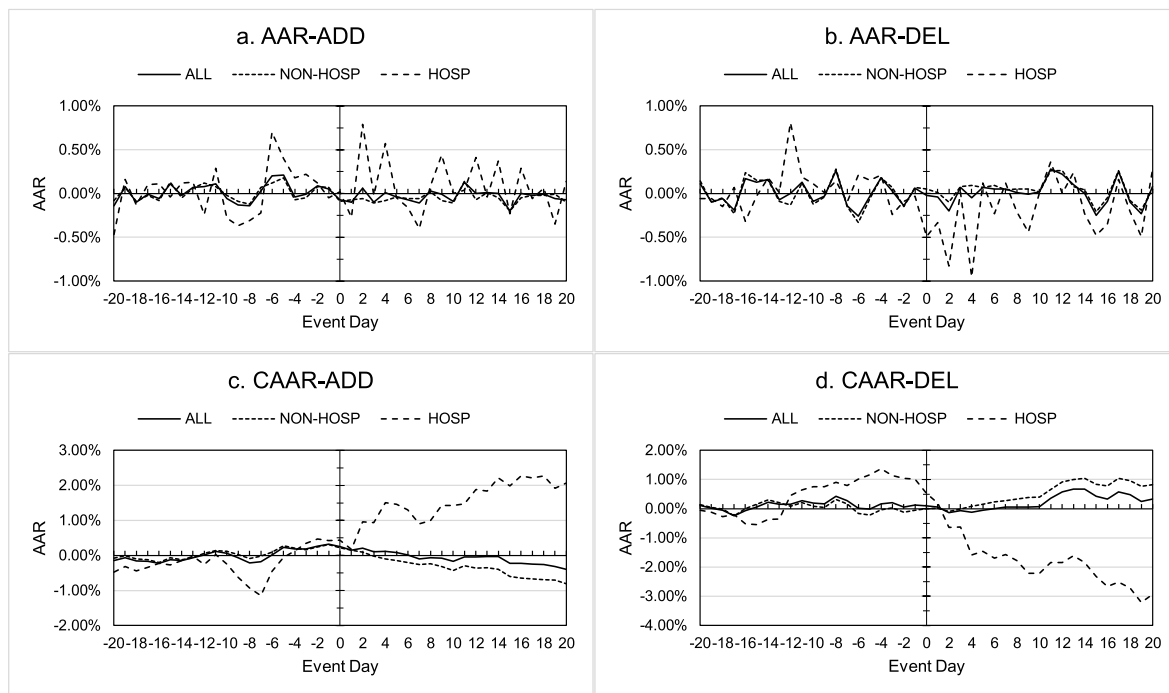 a. AAR-ADD
ALL NON-HOSP HOSP
1.00%
0.50%
0.00%
-0.50%
-1.00%
AAR
-20 -18 -16 -14 -12 -10 -8 -6 -4 -2 0 2 4 6 8 10 12 14 16 18 20
Event Day
b. AAR-DEL
ALL NON-HOSP HOSP
1.00%
0.50%
0.00%
-0.50%
-1.00%
AAR
-20 -18 -16 -14 -12 -10 -8 -6 -4 -2 0 2 4 6 8 10 12 14 16 18 20
Event Day
c. CAAR-ADD
ALL NON-HOSP HOSP
3.00%
2.00%
1.00%
0.00%
-1.00%
-2.00%
AAR
-20 -18 -16 -14 -12 -10 -8 -6 -4 -2 0 2 4 6 8 10 12 14 16 18 20
Event Day
d. CAAR-DEL
ALL NON-HOSP HOSP
2.00%
1.00%
0.00%
-1.00%
-2.00%
-3.00%
-4.00%
AAR
-20 -18 -16 -14 -12 -10 -8 -6 -4 -2 0 2 4 6 8 10 12 14 16 18 20
Event Day